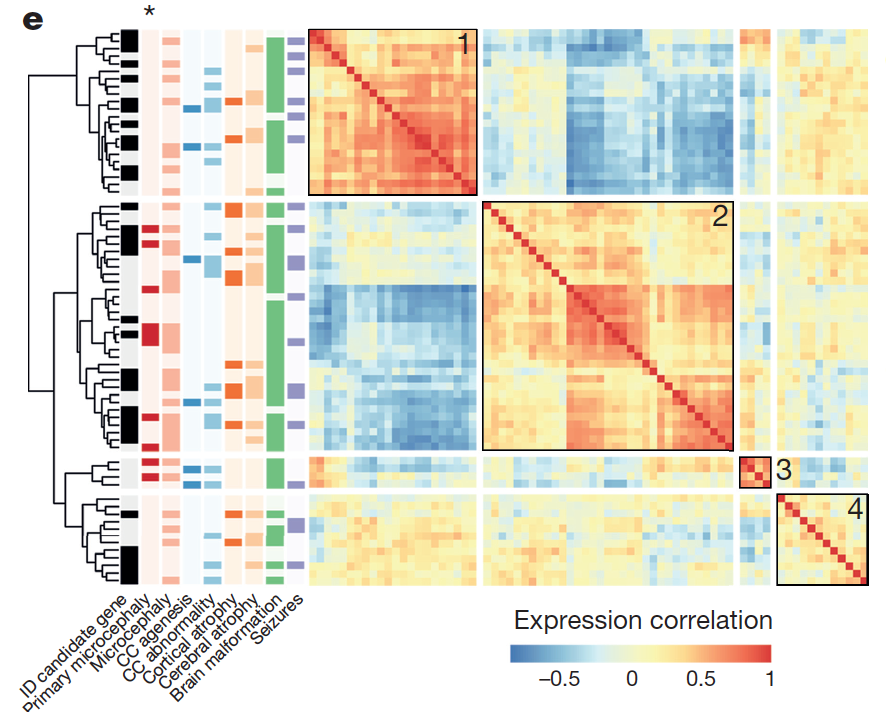 e
*
1
2
3
4
ID candidate gene
Primary microcephaly
Microcephaly
CC agenesis
CC abnormality
Cortical atrophy
Cerebral atrophy
Brain malformation
Seizures
Expression correlation
−0.5 0 0.5 1